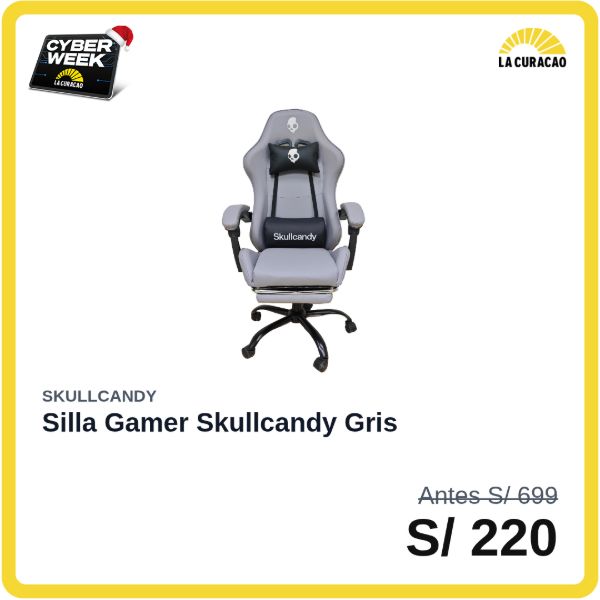 CYBER
WEEK
LA CURACAO
LA CURACAO
Skullcandy
SKULLCANDY
Silla Gamer Skullcandy Gris
Antes S/ 699
S/ 220